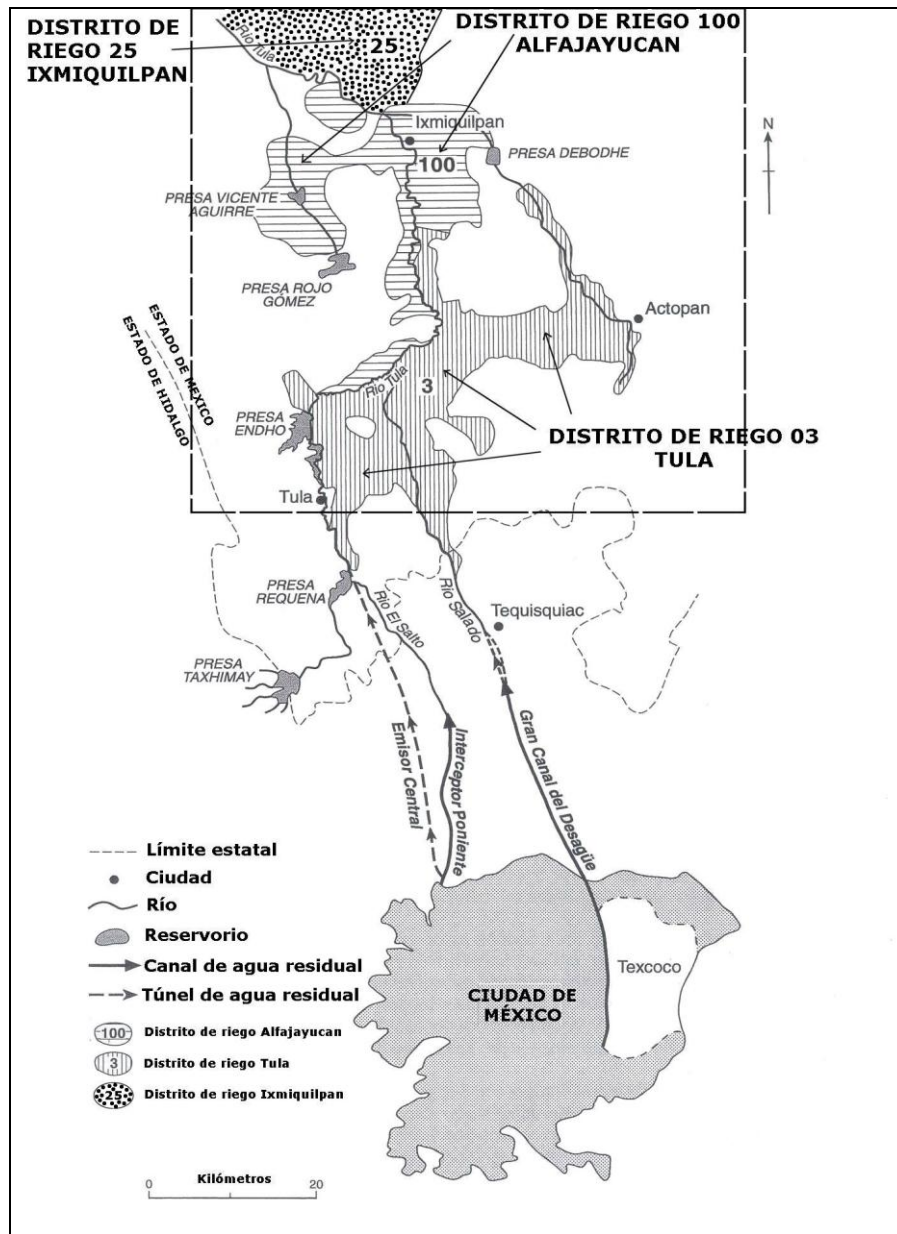 DISTRITO DE
RIEGO 25
IXMIQUILPAN
Río Tula
25
DISTRITO DE RIEGO 100
ALFAJAYUCAN
Ixmiquilpan
100
PRESA DEBODHE
N
PRESA VICENTE
AGUIRRE
PRESA ROJO
GÓMEZ
Actopan
ESTADO DE MEXICO
ESTADO DE HIDALGO
Río Tula
3
PRESA
ENDHO
DISTRITO DE RIEGO 03
TULA
Tula
PRESA
REQUENA
Río El Salto
Río Salado
Tequisquiac
PRESA
TAXHIMAY
Emisor Central
Interceptor Poniente
Gran Canal del Desagüe
Texcoco
CIUDAD DE
MÉXICO
Límite estatal
Ciudad
Río
Reservorio
Canal de agua residual
Túnel de agua residual
100 Distrito de riego Alfajayucan
3 Distrito de riego Tula
25 Distrito de riego Ixmiquilpan
Kilómetros
0 20